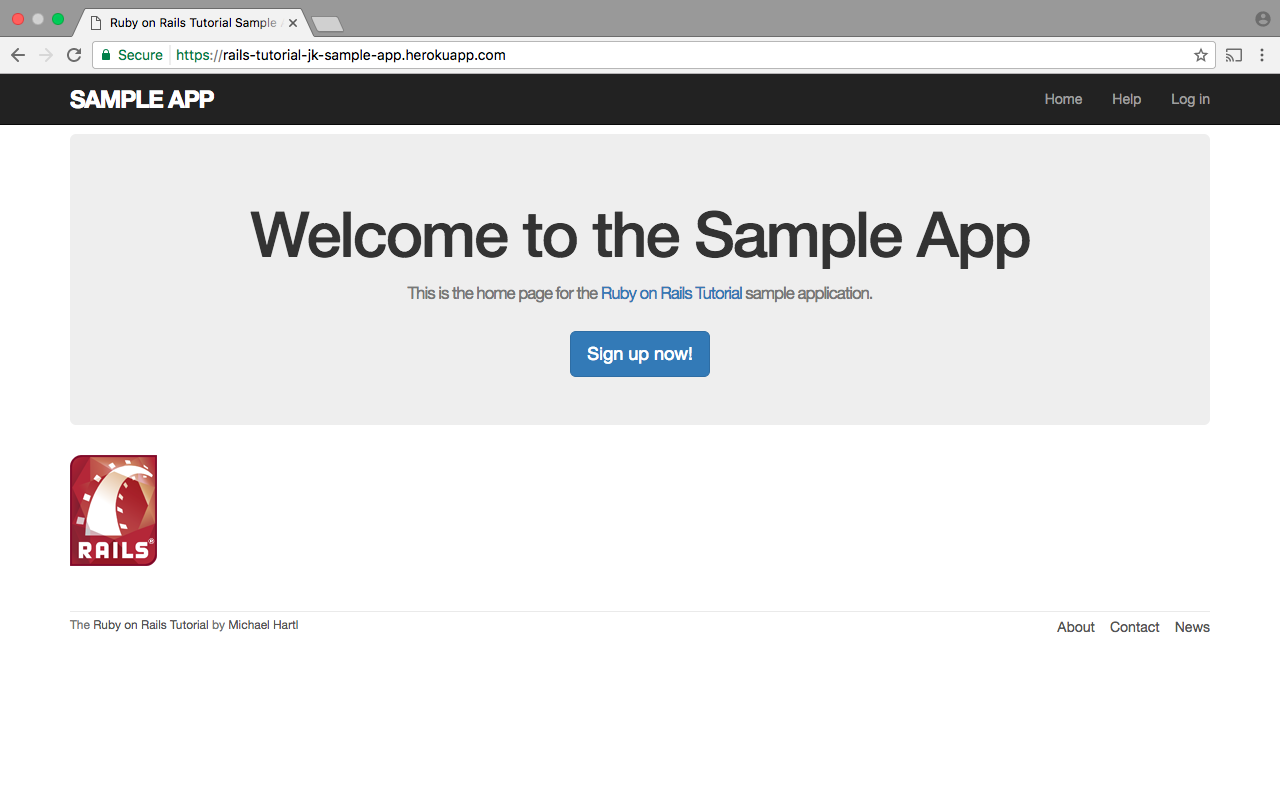 Ruby on Rails Tutorial Sample
Secure https://rails-tutorial-jk-sample-app.herokuapp.com
SAMPLE APP
Home Help Log in
Welcome to the Sample App
This is the home page for the Ruby on Rails Tutorial sample application.
Sign up now!
RAILS®
The Ruby on Rails Tutorial by Michael Hartl
About Contact News